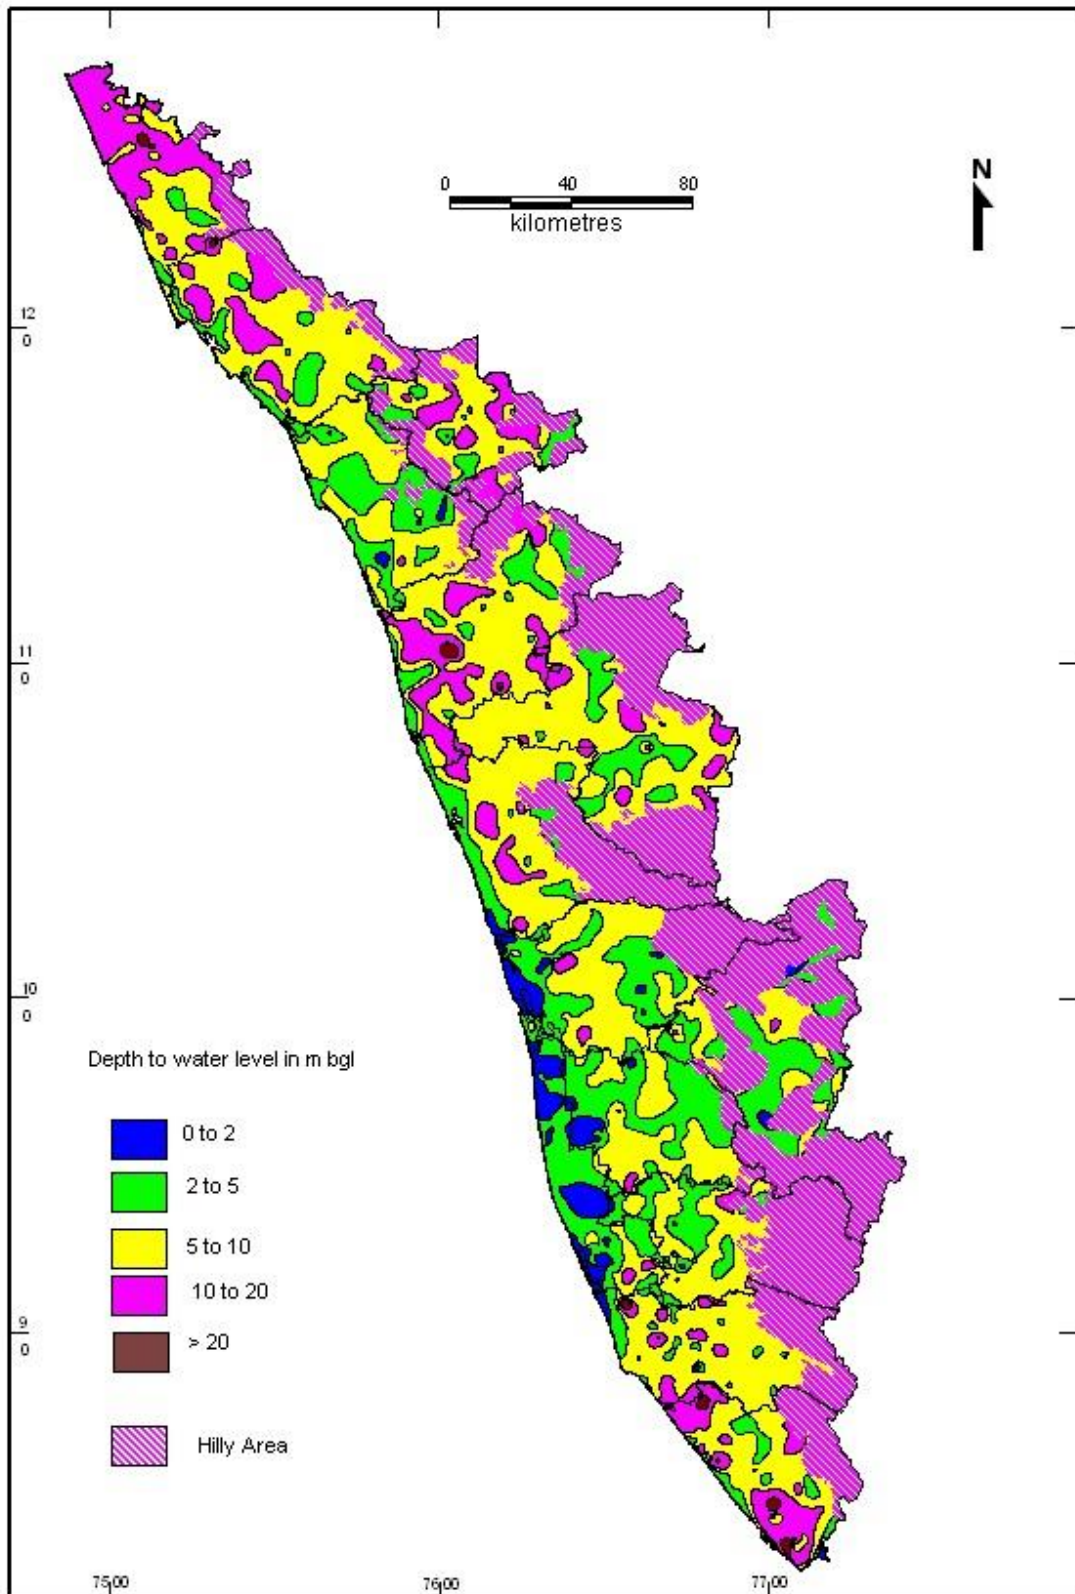 N
0 40 80
kilometres
12
0
11
0
10
0
Depth to water level in m bgl
0 to 2
2 to 5
5 to 10
10 to 20
9
0
> 20
Hilly Area
75 00 76 00 77 00